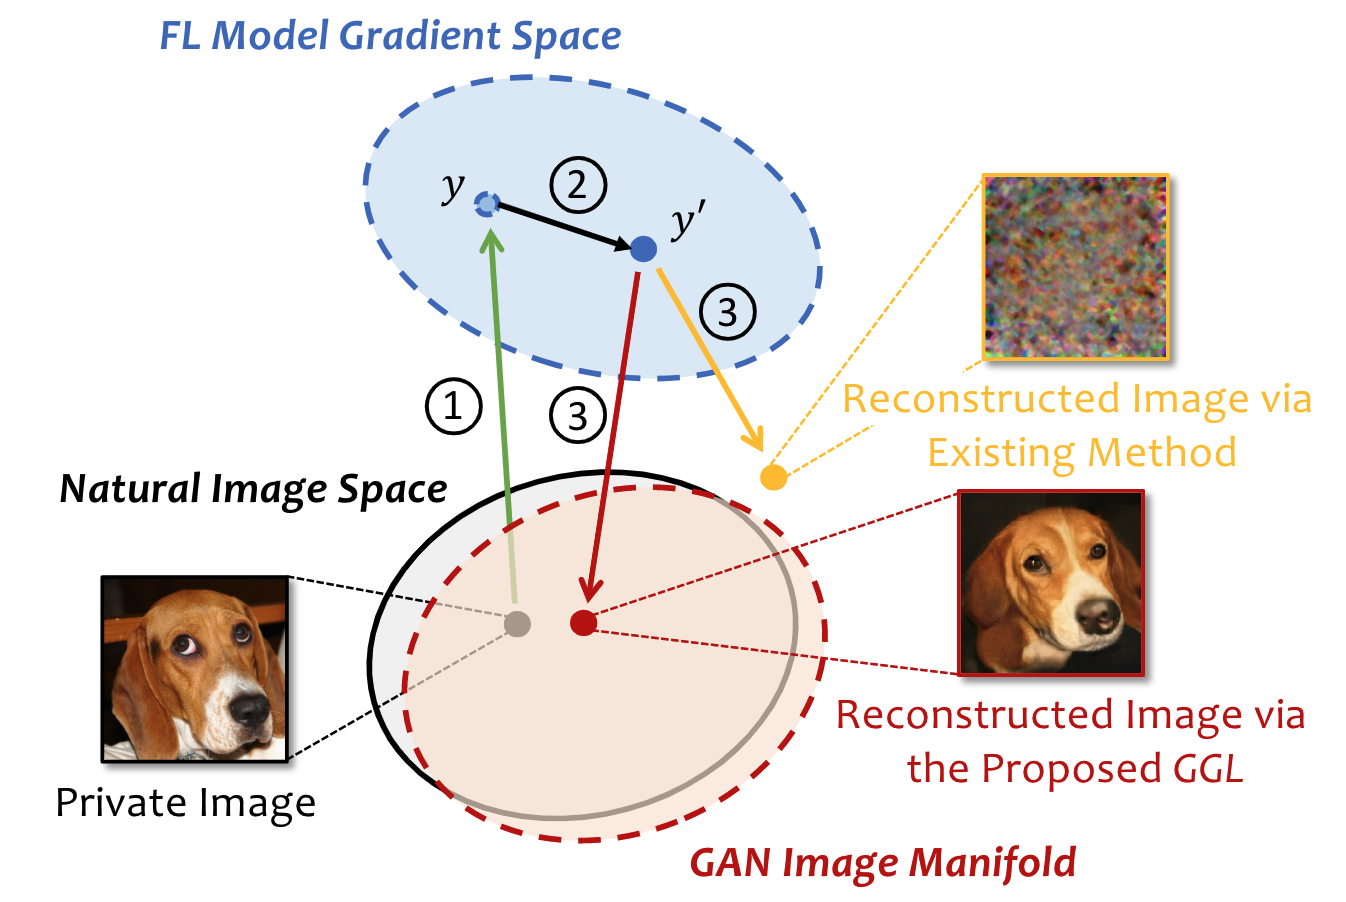 FL Model Gradient Space
y
2
y′
3
1
3
Reconstructed Image via
Existing Method
Natural Image Space
Private Image
Reconstructed Image via
the Proposed GGL
GAN Image Manifold